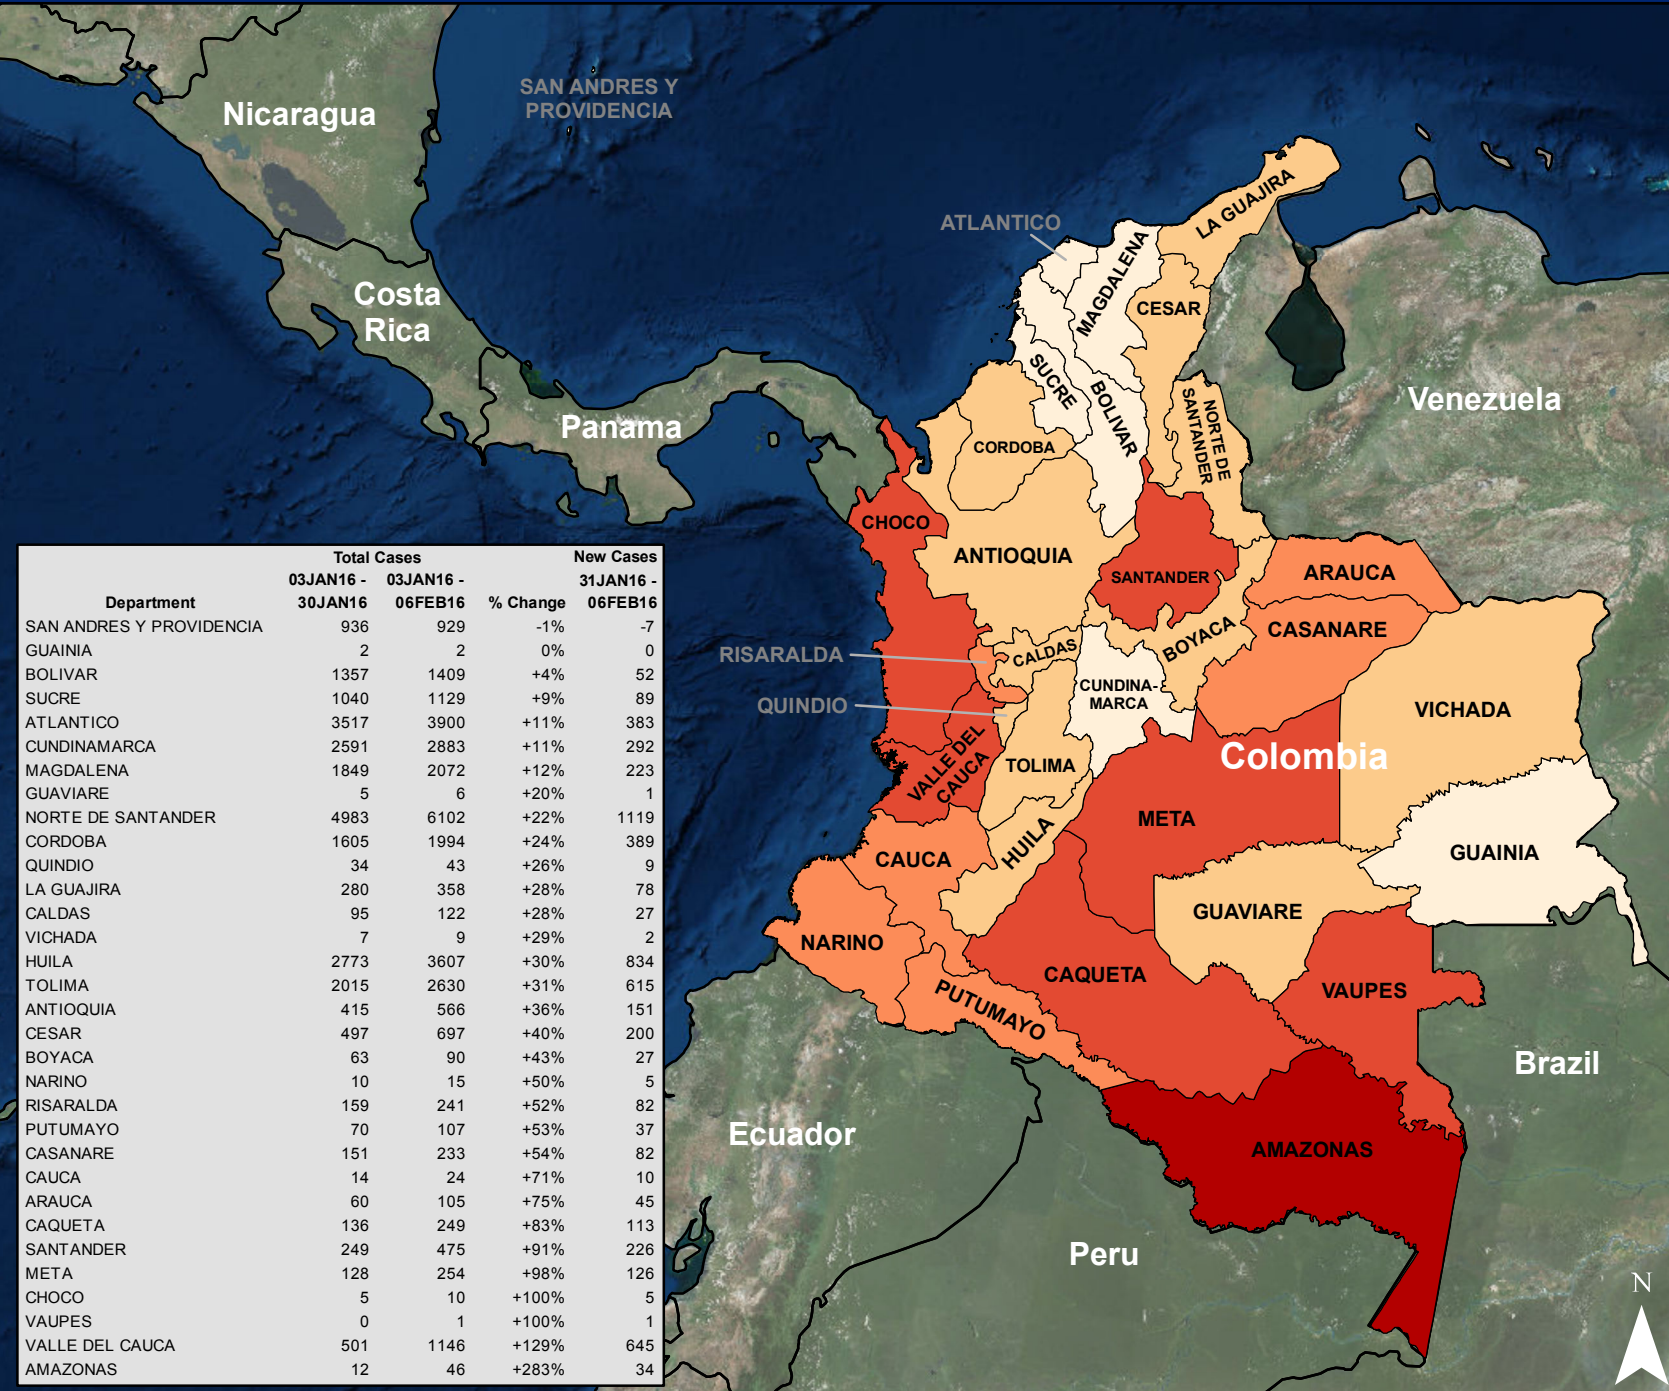 SAN ANDRES Y
PROVIDENCIA
Nicaragua
LA GUAJIRA
ATLANTICO
MAGDALENA
Costa
Rica
CESAR
SUCRE
BOLIVAR
NORTE DE
SANTANDER
Venezuela
Panama
CORDOBA
CHOCO
ANTIOQUIA
SANTANDER
ARAUCA
CASANARE
BOYACA
CALDAS
RISARALDA
CUNDINA-
MARCA
QUINDIO
VICHADA
Colombia
VALLE DEL
CAUCA
TOLIMA
META
HUILA
CAUCA
GUAINIA
GUAVIARE
NARINO
CAQUETA
VAUPES
PUTUMAYO
Brazil
Ecuador
AMAZONAS
Peru
N
Total Cases New Cases
03JAN16 - 03JAN16 - 31JAN16 -
Department 30JAN16 06FEB16 % Change 06FEB16
SAN ANDRES Y PROVIDENCIA 936 929 -1% -7
GUAINIA 2 2 0% 0
BOLIVAR 1357 1409 +4% 52
SUCRE 1040 1129 +9% 89
ATLANTICO 3517 3900 +11% 383
CUNDINAMARCA 2591 2883 +11% 292
MAGDALENA 1849 2072 +12% 223
GUAVIARE 5 6 +20% 1
NORTE DE SANTANDER 4983 6102 +22% 1119
CORDOBA 1605 1994 +24% 389
QUINDIO 34 43 +26% 9
LA GUAJIRA 280 358 +28% 78
CALDAS 95 122 +28% 27
VICHADA 7 9 +29% 2
HUILA 2773 3607 +30% 834
TOLIMA 2015 2630 +31% 615
ANTIOQUIA 415 566 +36% 151
CESAR 497 697 +40% 200
BOYACA 63 90 +43% 27
NARINO 10 15 +50% 5
RISARALDA 159 241 +52% 82
PUTUMAYO 70 107 +53% 37
CASANARE 151 233 +54% 82
CAUCA 14 24 +71% 10
ARAUCA 60 105 +75% 45
CAQUETA 136 249 +83% 113
SANTANDER 249 475 +91% 226
META 128 254 +98% 126
CHOCO 5 10 +100% 5
VAUPES 0 1 +100% 1
VALLE DEL CAUCA 501 1146 +129% 645
AMAZONAS 12 46 +283% 34